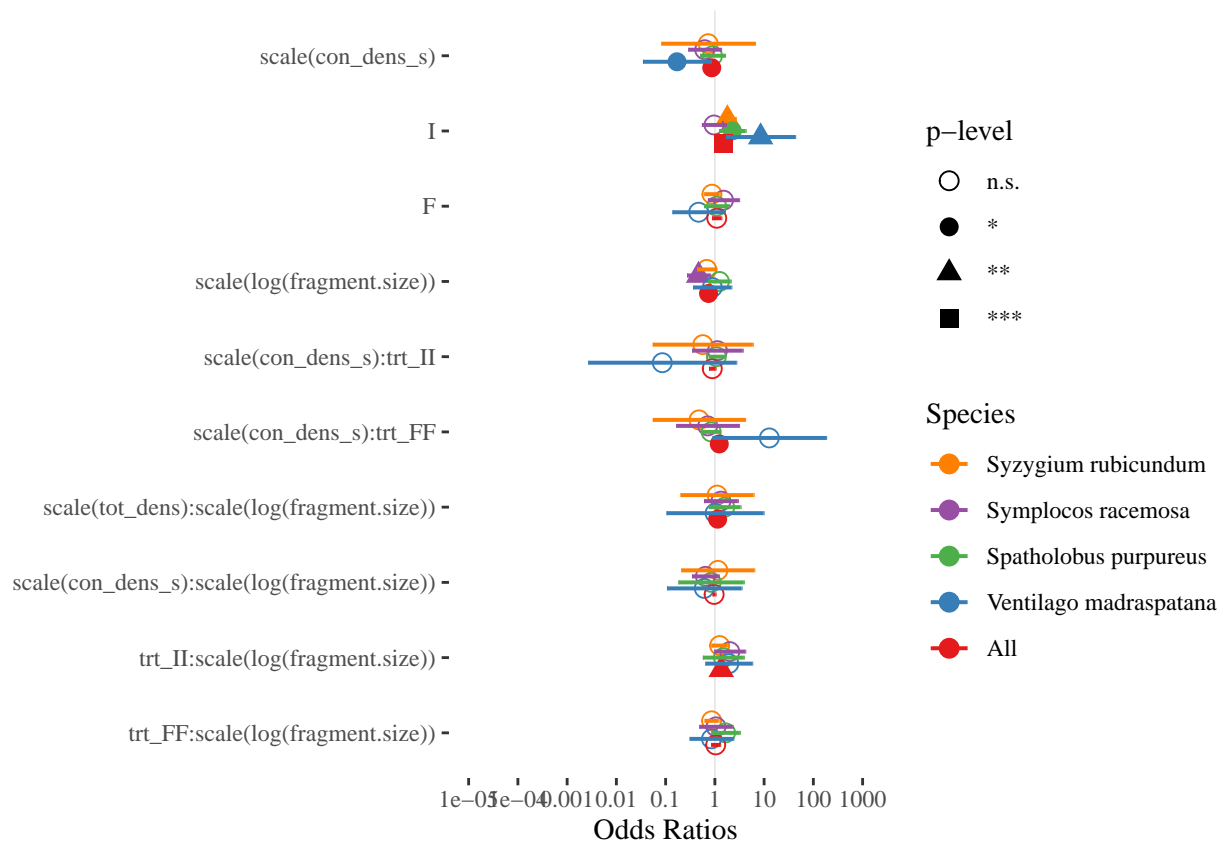 scale(con_dens_s)
I
F
scale(log(fragment.size))
scale(con_dens_s):trt_II
scale(con_dens_s):trt_FF
scale(tot_dens):scale(log(fragment.size))
scale(con_dens_s):scale(log(fragment.size))
trt_II:scale(log(fragment.size))
trt_FF:scale(log(fragment.size))
1e−05 1e−04 0.001 0.01 0.1 1 10 100 1000
Odds Ratios
p−level
n.s.
*
**
***
Species
Syzygium rubicundum
Symplocos racemosa
Spatholobus purpureus
Ventilago madraspatana
All